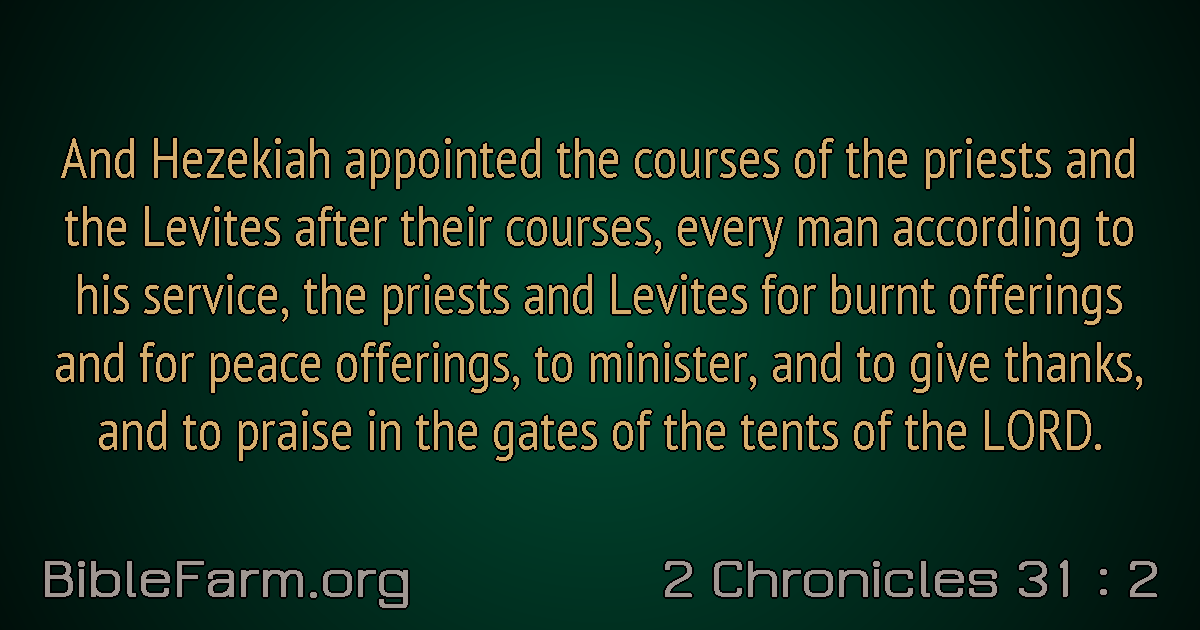 And Hezekiah appointed the courses of the priests and
the Levites after their courses, every man according to
his service, the priests and Levites for burnt offerings
and for peace offerings, to minister, and to give thanks,
and to praise in the gates of the tents of the LORD.
BibleFarm.org
2 Chronicles 31 : 2